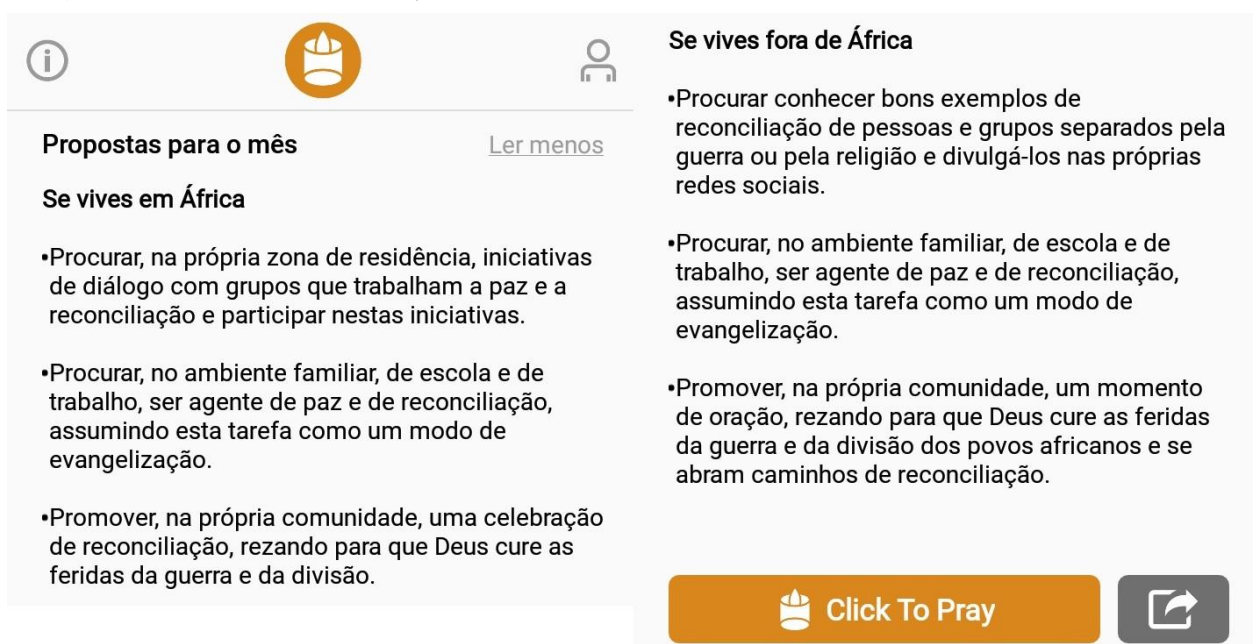 Propostas para o mês
Ler menos
Se vives em África
•Procurar, na própria zona de residência, iniciativas
de diálogo com grupos que trabalham a paz e a
reconciliação e participar nestas iniciativas.
•Procurar, no ambiente familiar, de escola e de
trabalho, ser agente de paz e de reconciliação,
assumindo esta tarefa como um modo de
evangelização.
•Promover, na própria comunidade, uma celebração
de reconciliação, rezando para que Deus cure as
feridas da guerra e da divisão.
Se vives fora de África
•Procurar conhecer bons exemplos de
reconciliação de pessoas e grupos separados pela
guerra ou pela religião e divulgá-los nas próprias
redes sociais.
•Procurar, no ambiente familiar, de escola e de
trabalho, ser agente de paz e de reconciliação,
assumindo esta tarefa como um modo de
evangelização.
•Promover, na própria comunidade, um momento
de oração, rezando para que Deus cure as feridas
da guerra e da divisão dos povos africanos e se
abram caminhos de reconciliação.
Click To Pray